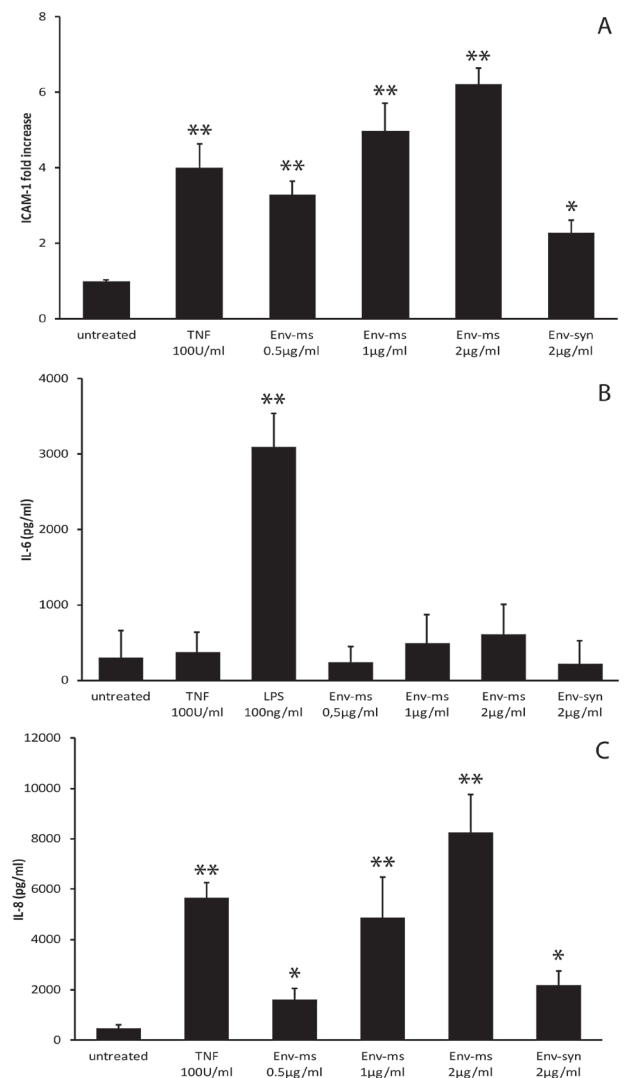 A
8
6
4
2
0
ICAM-1 fold increase
**
**
**
**
*
untreated TNF Env-ms Env-ms Env-ms Env-syn
100U/ml 0.5µg/ml 1µg/ml 2µg/ml 2µg/ml
B
4000
3000
2000
1000
0
IL-6 (pg/ml)
**
untreated TNF LPS Env-ms Env-ms Env-ms Env-syn
100U/ml 100ng/ml 0,5µg/ml 1µg/ml 2µg/ml 2µg/ml
C
12000
10000
8000
6000
4000
2000
0
IL-8 (pg/ml)
**
*
**
**
*
untreated TNF Env-ms Env-ms Env-ms Env-syn
100U/ml 0.5µg/ml 1µg/ml 2µg/ml 2µg/ml